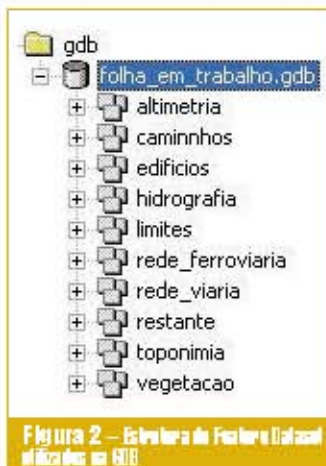 gdb
folha_em_trabalho.gdb
altimetria
caminnhos
edificios
hidrografia
limites
rede_ferroviaria
rede_viaria
restante
toponimia
vegetacao
Figura 2 – Estrutura de Feature Dataset
utilizados na GDB